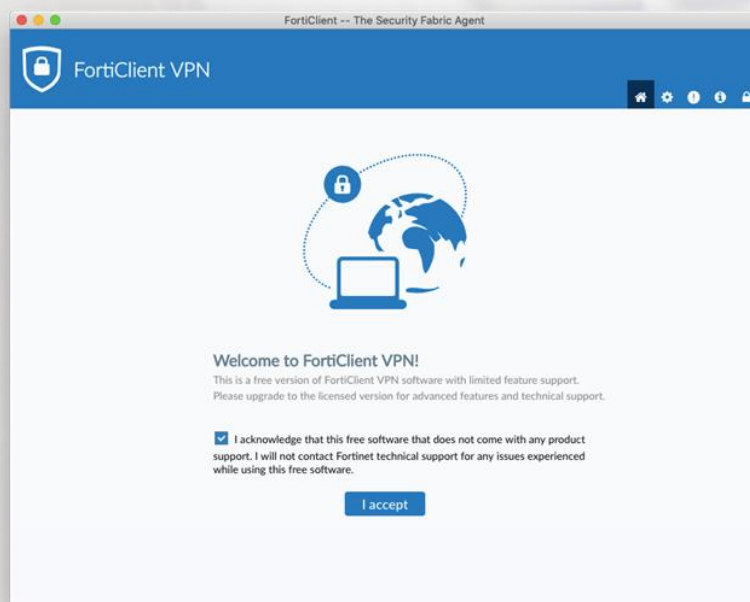 FortiClient -- The Security Fabric Agent
FortiClient VPN
Welcome to FortiClient VPN!
This is a free version of FortiClient VPN software with limited feature support.
Please upgrade to the licensed version for advanced features and technical support.
I acknowledge that this free software that does not come with any product
support. I will not contact Fortinet technical support for any issues experienced
while using this free software.
I accept